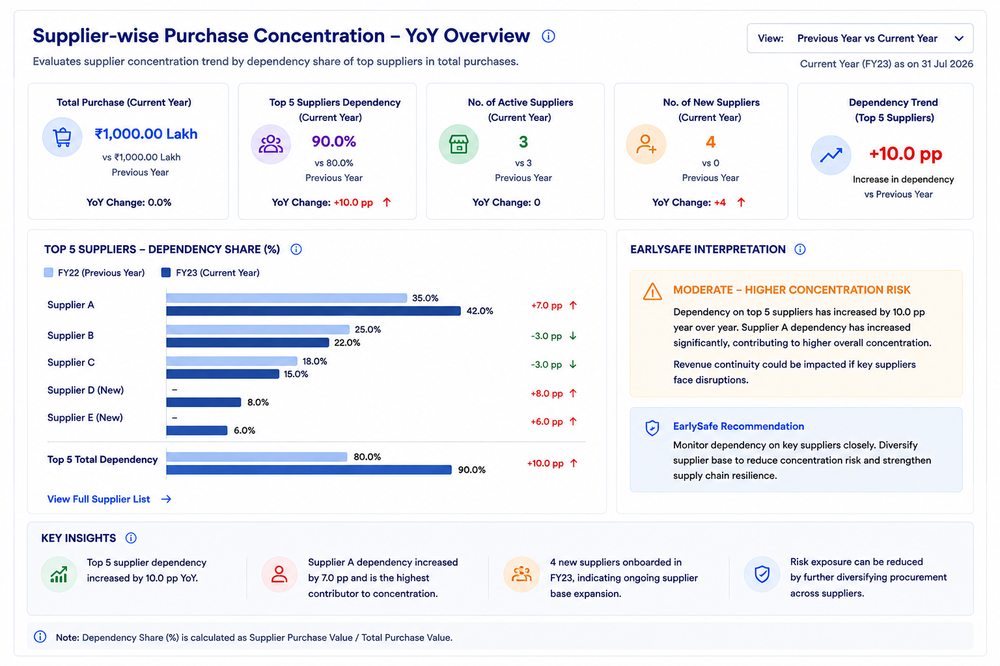 Supplier-wise Purchase Concentration – YoY Overview
Evaluates supplier concentration trend by dependency share of top suppliers in total purchases.
View: Previous Year vs Current Year
Current Year (FY23) as on 31 Jul 2026
Total Purchase (Current Year)
₹1,000.00 Lakh
vs ₹1,000.00 Lakh
Previous Year
YoY Change: 0.0%
Top 5 Suppliers Dependency
(Current Year)
90.0%
vs 80.0%
Previous Year
YoY Change: +10.0 pp ↑
No. of Active Suppliers
(Current Year)
3
vs 3
Previous Year
YoY Change: 0
No. of New Suppliers
(Current Year)
4
vs 0
Previous Year
YoY Change: +4 ↑
Dependency Trend
(Top 5 Suppliers)
+10.0 pp
Increase in dependency
vs Previous Year
TOP 5 SUPPLIERS – DEPENDENCY SHARE (%)
FY22 (Previous Year) FY23 (Current Year)
Supplier A 35.0% 42.0% +7.0 pp ↑
Supplier B 25.0% 22.0% -3.0 pp ↓
Supplier C 18.0% 15.0% -3.0 pp ↓
Supplier D (New) – 8.0% +8.0 pp ↑
Supplier E (New) – 6.0% +6.0 pp ↑
Top 5 Total Dependency 80.0% 90.0% +10.0 pp ↑
View Full Supplier List →
EARLYSAFE INTERPRETATION
MODERATE – HIGHER CONCENTRATION RISK
Dependency on top 5 suppliers has increased by 10.0 pp
year over year. Supplier A dependency has increased
significantly, contributing to higher overall concentration.
Revenue continuity could be impacted if key suppliers
face disruptions.
EarlySafe Recommendation
Monitor dependency on key suppliers closely. Diversify
supplier base to reduce concentration risk and strengthen
supply chain resilience.
KEY INSIGHTS
Top 5 supplier dependency
increased by 10.0 pp YoY.
Supplier A dependency increased
by 7.0 pp and is the highest
contributor to concentration.
4 new suppliers onboarded in
FY23, indicating ongoing supplier
base expansion.
Risk exposure can be reduced
by further diversifying procurement
across suppliers.
Note: Dependency Share (%) is calculated as Supplier Purchase Value / Total Purchase Value.